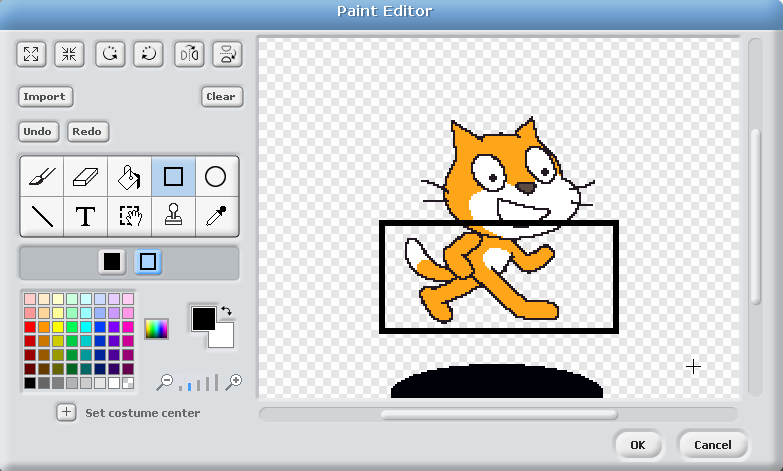 Paint Editor
Import
Clear
Undo
Redo
T
Set costume center
OK
Cancel